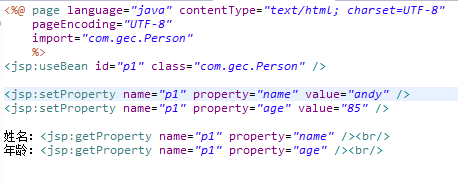 <%@ page language="java" contentType="text/html; charset=UTF-8"
pageEncoding="UTF-8"
import="com.gec.Person"
%>
<jsp:useBean id="p1" class="com.gec.Person" />
<jsp:setProperty name="p1" property="name" value="andy" />
<jsp:setProperty name="p1" property="age" value="85" />
姓名：<jsp:getProperty name="p1" property="name" /><br/>
年龄：<jsp:getProperty name="p1" property="age" /><br/>